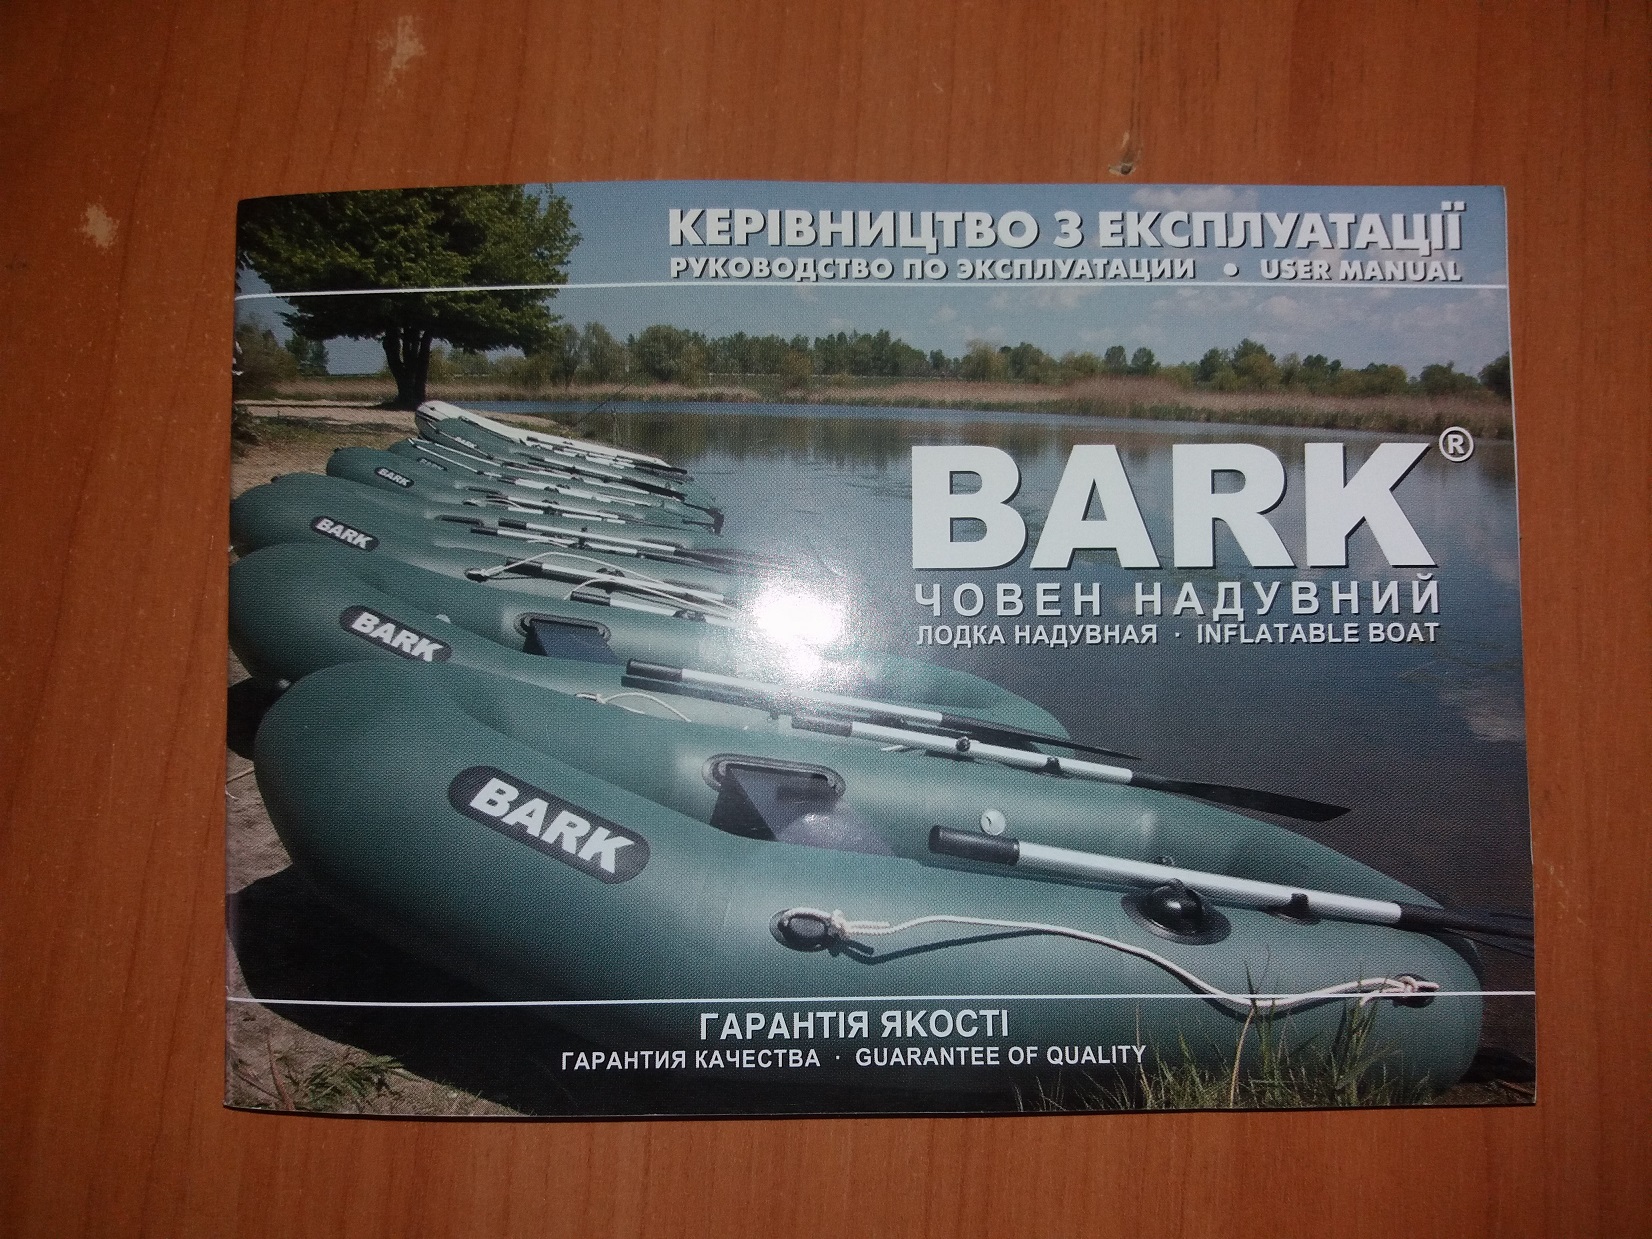 КЕРІВНИЦТВО З ЕКСПЛУАТАЦІЇ
РУКОВОДСТВО ПО ЭКСПЛУАТАЦИИ • USER MANUAL
BARK®
ЧОВЕН НАДУВНИЙ
ЛОДКА НАДУВНАЯ · INFLATABLE BOAT
BARK
BARK
BARK
BARK
BARK
ГАРАНТІЯ ЯКОСТІ
ГАРАНТИЯ КАЧЕСТВА · GUARANTEE OF QUALITY